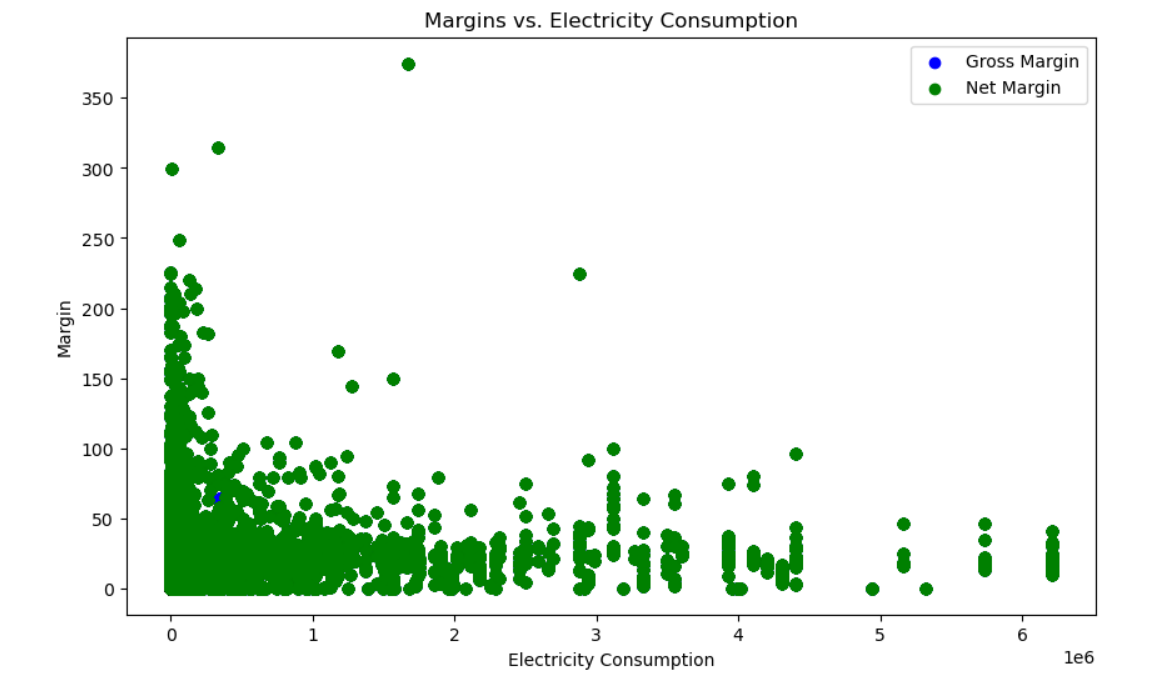 Margins vs. Electricity Consumption
Gross Margin
Net Margin
350
300
250
200
150
100
50
0
Margin
0 1 2 3 4 5 6
1e6
Electricity Consumption